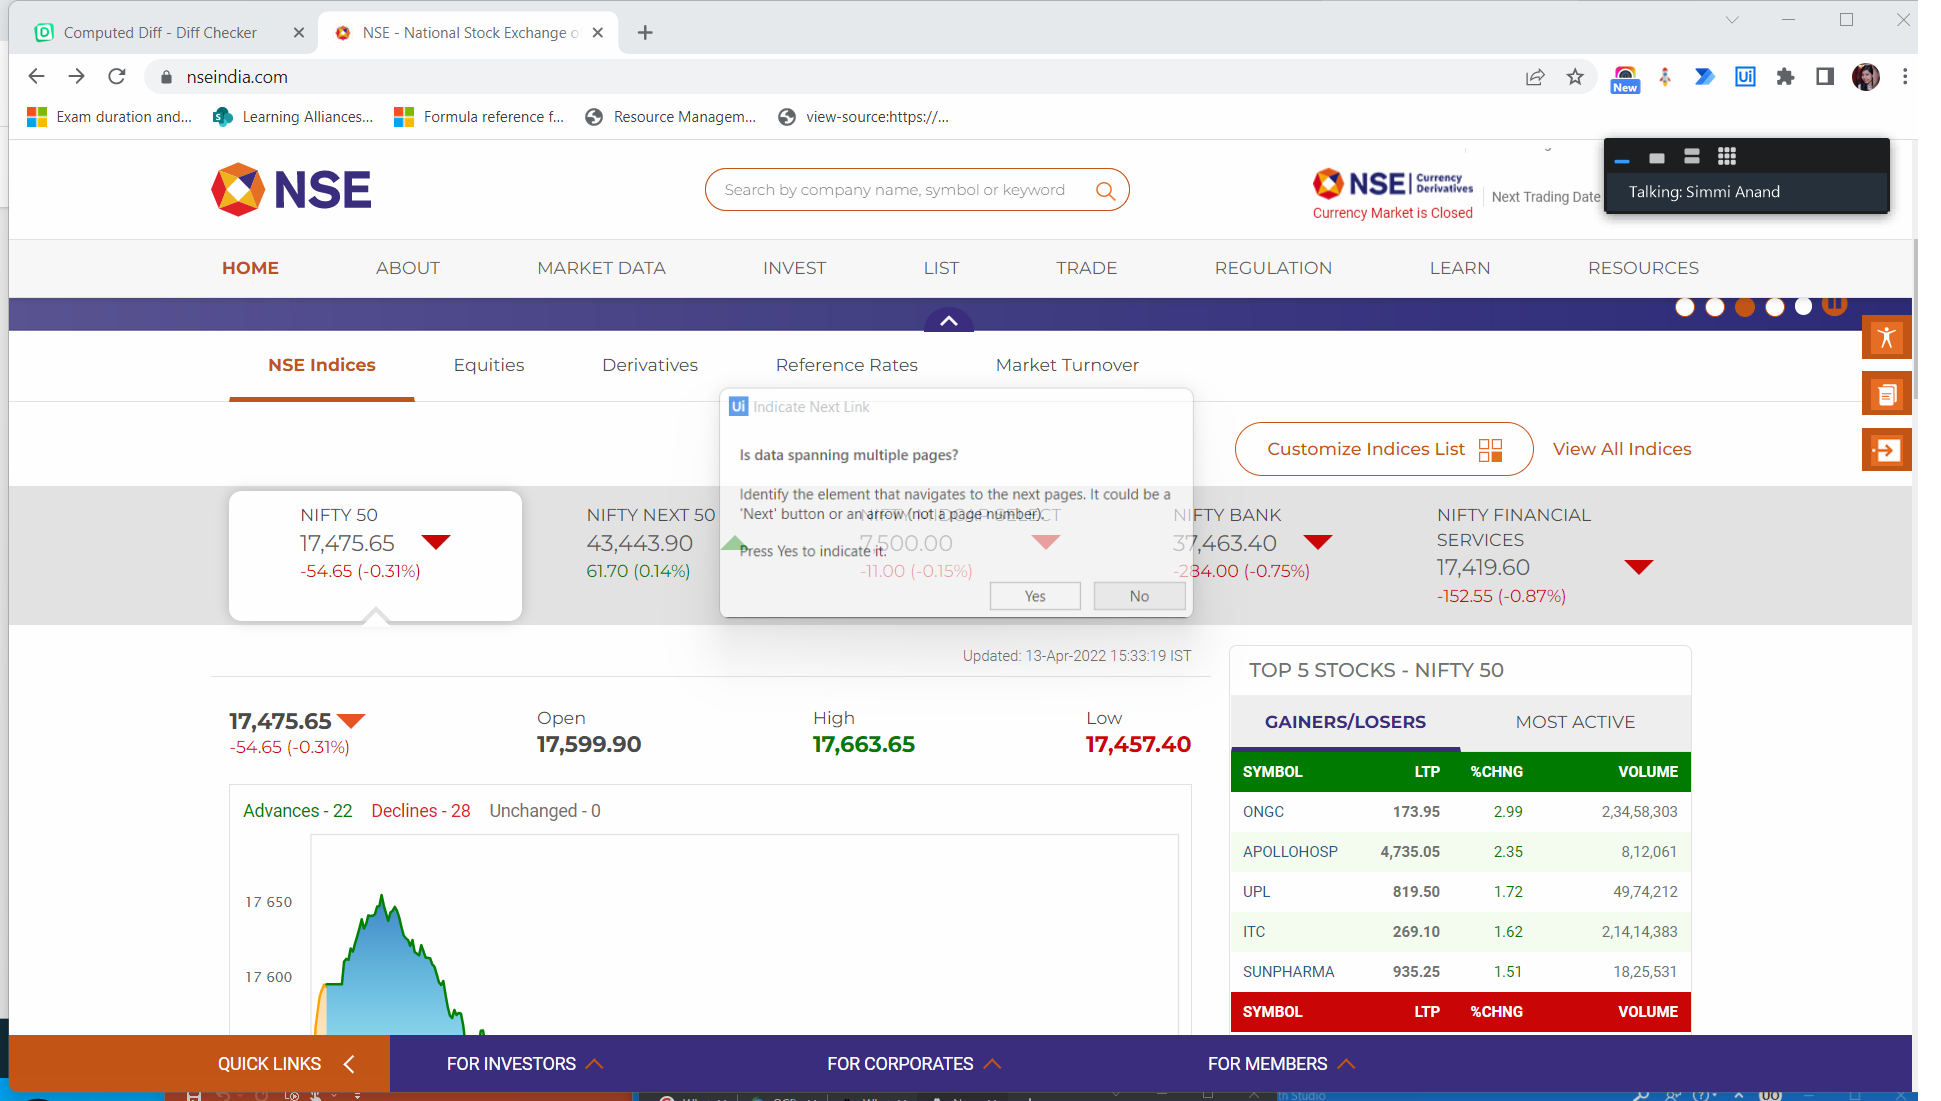 Computed Diff - Diff Checker
NSE - National Stock Exchange o
nseindia.com
New
Exam duration and...
Learning Alliances...
Formula reference f...
Resource Managem...
view-source:https://...
NSE
Search by company name, symbol or keyword
NSE Currency Derivatives
Currency Market is Closed
Next Trading Date
Talking: Simmi Anand
HOME ABOUT MARKET DATA INVEST LIST TRADE REGULATION LEARN RESOURCES
NSE Indices Equities Derivatives Reference Rates Market Turnover
Ui Indicate Next Link
Is data spanning multiple pages?
Identify the element that navigates to the next pages. It could be a
'Next' button or an arrow (not a page number).
Press Yes to indicate it.
Yes No
Customize Indices List
View All Indices
NIFTY 50
17,475.65
-54.65 (-0.31%)
NIFTY NEXT 50
43,443.90
61.70 (0.14%)
NIFTY MIDCAP SELECT
7,500.00
-11.00 (-0.15%)
NIFTY BANK
37,463.40
-284.00 (-0.75%)
NIFTY FINANCIAL
SERVICES
17,419.60
-152.55 (-0.87%)
Updated: 13-Apr-2022 15:33:19 IST
17,475.65
-54.65 (-0.31%)
Open
17,599.90
High
17,663.65
Low
17,457.40
Advances - 22 Declines - 28 Unchanged - 0
17 650
17 600
TOP 5 STOCKS - NIFTY 50
GAINERS/LOSERS MOST ACTIVE
SYMBOL LTP %CHNG VOLUME
ONGC 173.95 2.99 2,34,58,303
APOLLOHOSP 4,735.05 2.35 8,12,061
UPL 819.50 1.72 49,74,212
ITC 269.10 1.62 2,14,14,383
SUNPHARMA 935.25 1.51 18,25,531
SYMBOL LTP %CHNG VOLUME
QUICK LINKS FOR INVESTORS FOR CORPORATES FOR MEMBERS